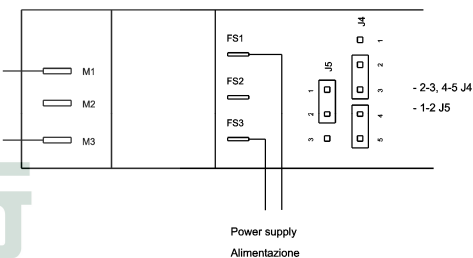 J4
FS1
1
J5
2
M1
1
3
- 2-3, 4-5 J4
FS2
M2
- 1-2 J5
2
4
FS3
M3
3
5
Power supply
Alimentazione